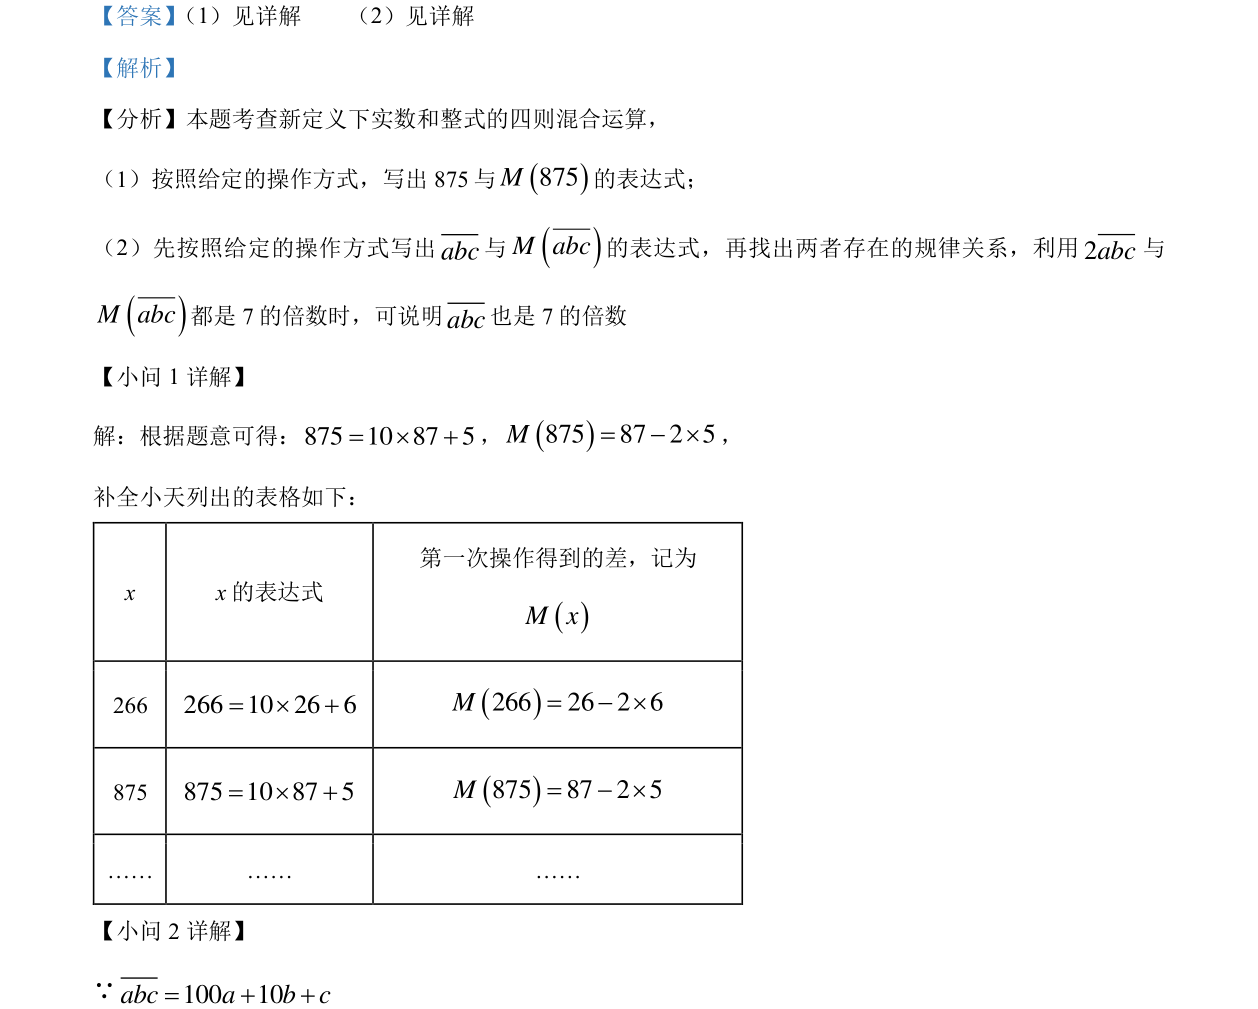 【答案】（1）见详解 （2）见详解
【解析】
【分析】本题考查新定义下实数和整式的四则混合运算，
（1）按照给定的操作方式，写出 875 与 M(875) 的表达式；
（2）先按照给定的操作方式写出 \overline{abc} 与 M(\overline{abc}) 的表达式，再找出两者存在的规律关系，利用 2\overline{abc} 与
M(\overline{abc}) 都是 7 的倍数时，可说明 \overline{abc} 也是 7 的倍数
【小问 1 详解】
解：根据题意可得：875=10×87+5，M(875)=87−2×5，
补全小天列出的表格如下：
x
x 的表达式
第一次操作得到的差，记为
M(x)
266
266=10×26+6
M(266)=26−2×6
875
875=10×87+5
M(875)=87−2×5
……
……
……
【小问 2 详解】
∵ \overline{abc}=100a+10b+c